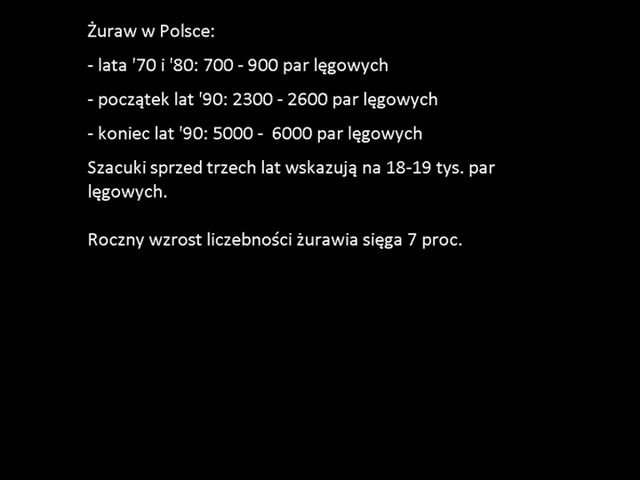 Żuraw w Polsce:
- lata '70 i '80: 700 - 900 par lęgowych
- początek lat '90: 2300 - 2600 par lęgowych
- koniec lat '90: 5000 -  6000 par lęgowych
Szacuki sprzed trzech lat wskazują na 18-19 tys. par
lęgowych.
Roczny wzrost liczebności żurawia sięga 7 proc.